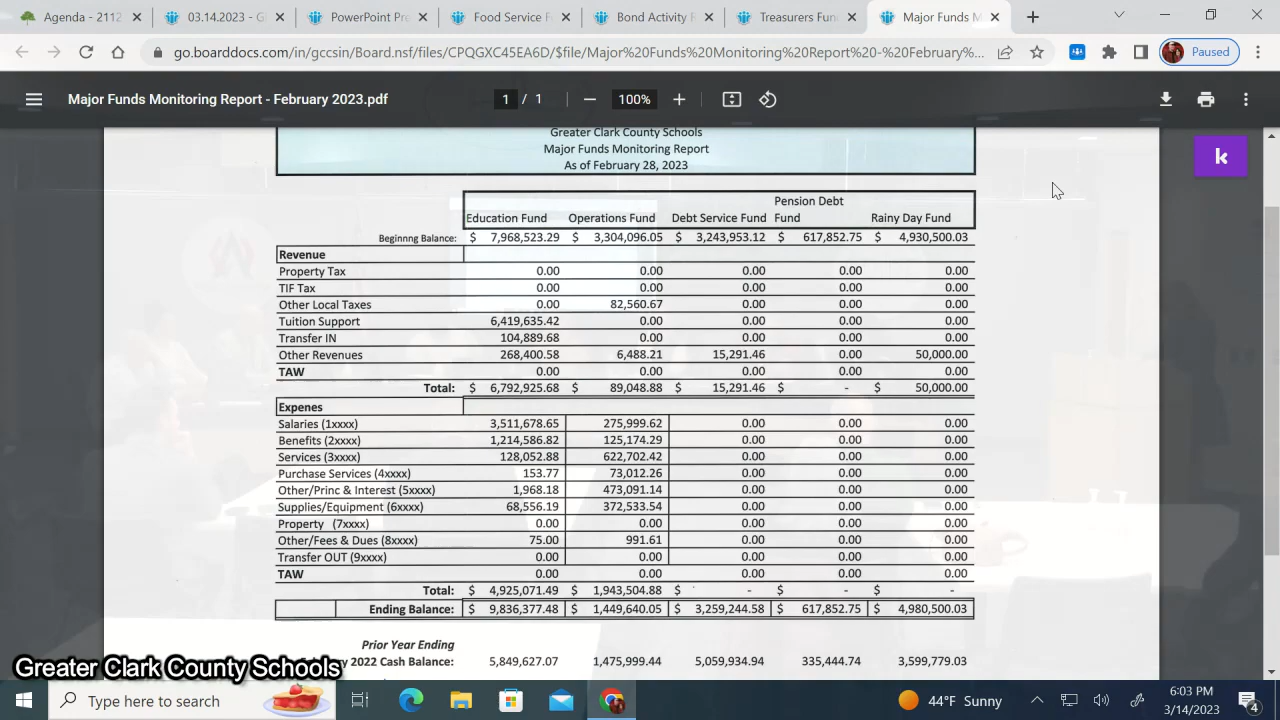 Agenda - 2112
03.14.2023 - G
PowerPoint Pr
Food Service F
Bond Activity F
Treasurers Fun
Major Funds M
go.boarddocs.com/in/gccsin/Board.nsf/files/CPQGXC45EA6D/$file/Major%20Funds%20Monitoring%20Report%20-%20February%...
Paused
Major Funds Monitoring Report - February 2023.pdf
1 / 1
100%
k
Greater Clark County Schools
Major Funds Monitoring Report
As of February 28, 2023
Education Fund Operations Fund Debt Service Fund Pension Debt Fund Rainy Day Fund
Beginnng Balance: $ 7,968,523.29 $ 3,304,096.05 $ 3,243,953.12 $ 617,852.75 $ 4,930,500.03
Revenue
Property Tax 0.00 0.00 0.00 0.00 0.00
TIF Tax 0.00 0.00 0.00 0.00 0.00
Other Local Taxes 0.00 82,560.67 0.00 0.00 0.00
Tuition Support 6,419,635.42 0.00 0.00 0.00 0.00
Transfer IN 104,889.68 0.00 0.00 0.00 0.00
Other Revenues 268,400.58 6,488.21 15,291.46 0.00 50,000.00
TAW 0.00 0.00 0.00 0.00 0.00
Total: $ 6,792,925.68 $ 89,048.88 $ 15,291.46 $ - $ 50,000.00
Expenes
Salaries (1xxxx) 3,511,678.65 275,999.62 0.00 0.00 0.00
Benefits (2xxxx) 1,214,586.82 125,174.29 0.00 0.00 0.00
Services (3xxxx) 128,052.88 622,702.42 0.00 0.00 0.00
Purchase Services (4xxxx) 153.77 73,012.26 0.00 0.00 0.00
Other/Princ & Interest (5xxxx) 1,968.18 473,091.14 0.00 0.00 0.00
Supplies/Equipment (6xxxx) 68,556.19 372,533.54 0.00 0.00 0.00
Property (7xxxx) 0.00 0.00 0.00 0.00 0.00
Other/Fees & Dues (8xxxx) 75.00 991.61 0.00 0.00 0.00
Transfer OUT (9xxxx) 0.00 0.00 0.00 0.00 0.00
TAW 0.00 0.00 0.00 0.00 0.00
Total: $ 4,925,071.49 $ 1,943,504.88 $ - $ - $ -
Ending Balance: $ 9,836,377.48 $ 1,449,640.05 $ 3,259,244.58 $ 617,852.75 $ 4,980,500.03
Prior Year Ending
2022 Cash Balance: 5,849,627.07 1,475,999.44 5,059,934.94 335,444.74 3,599,779.03
Greater Clark County Schools
Type here to search
44°F Sunny
6:03 PM
3/14/2023
4